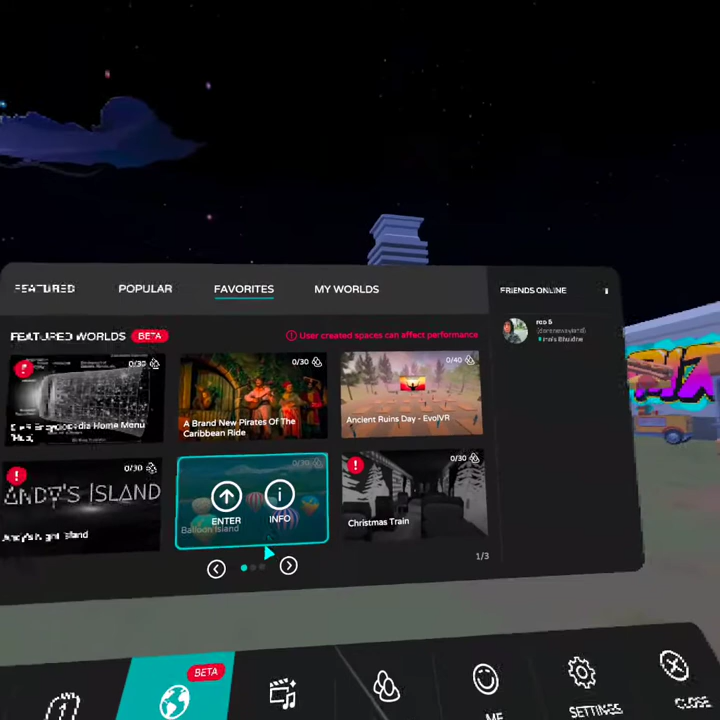 FEATURED
POPULAR
FAVORITES
MY WORLDS
FRIENDS ONLINE
FEATURED WORLDS
BETA
User created spaces can affect performance
0/30
0/30
A Brand New Pirates Of The
Caribbean Ride
0/40
Ancient Ruins Day - EvolVR
Home Menu
0/30
ANDY'S ISLAND
0/30
ENTER
INFO
Balloon Island
0/30
Christmas Train
1/3
BETA
ME
SETTINGS
CLOSE